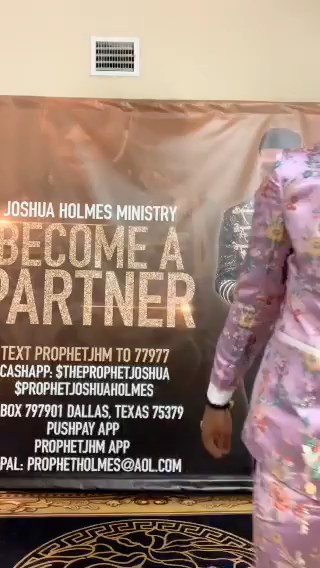 JOSHUA HOLMES MINISTRY
BECOME A
PARTNER
TEXT PROPHETJHM TO 77977
CASHAPP: $THEPROPHETJOSHUA
$PROPHETJOSHUAHOLMES
BOX 797901 DALLAS, TEXAS 75379
PUSHPAY APP
PROPHETJHM APP
PAL: PROPHETHOLMES@AOL.COM